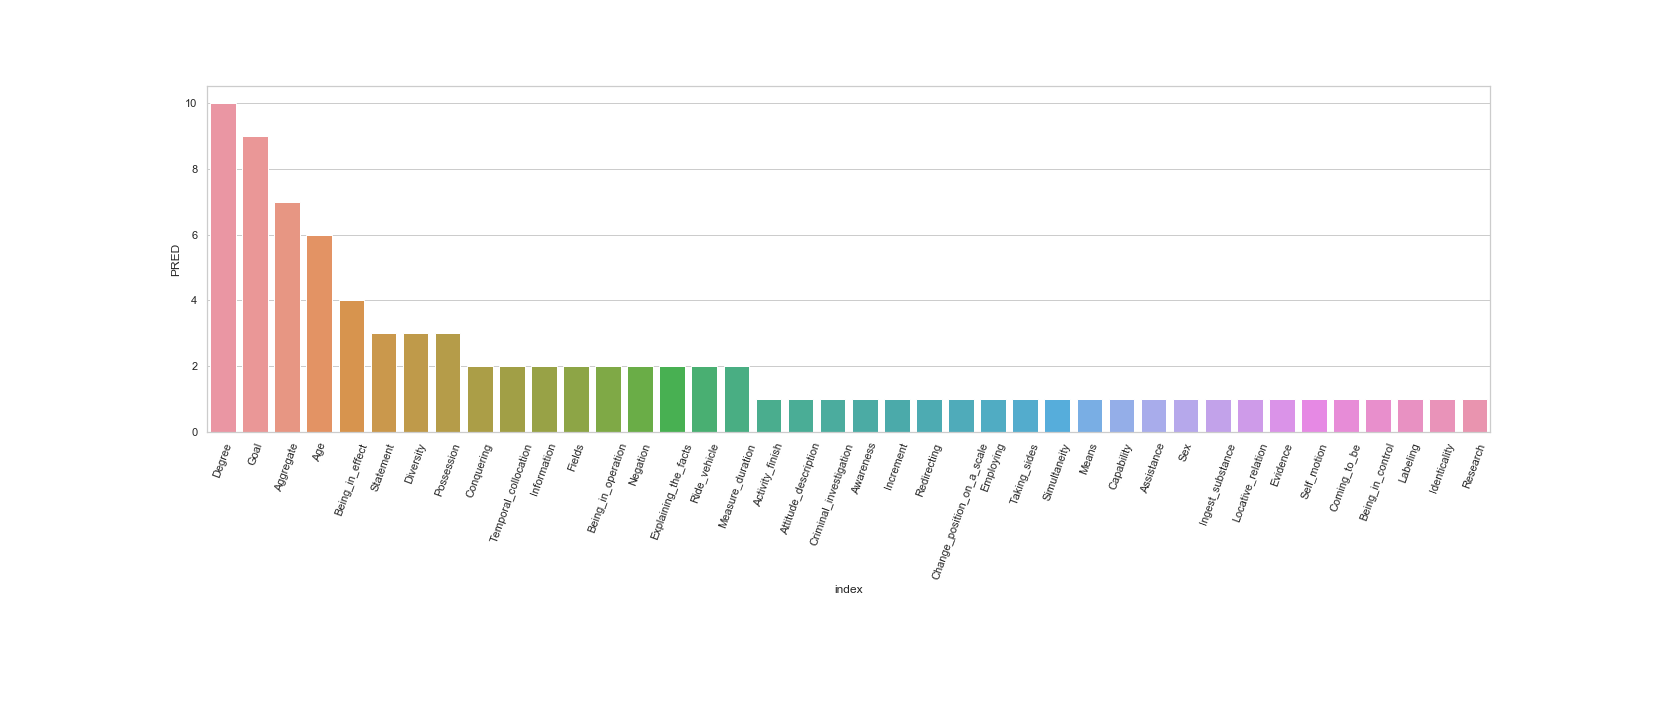 10
8
6
4
2
0
PRED
Degree
Goal
Aggregate
Age
Being_in_effect
Statement
Diversity
Possession
Conquering
Temporal_collocation
Information
Fields
Being_in_operation
Negation
Explaining_the_facts
Ride_vehicle
Measure_duration
Activity_finish
Attitude_description
Criminal_investigation
Awareness
Increment
Redirecting
Change_position_on_a_scale
Employing
Taking_sides
Simultaneity
Means
Capability
Assistance
Sex
Ingest_substance
Locative_relation
Evidence
Self_motion
Coming_to_be
Being_in_control
Labeling
Identicality
Research
index